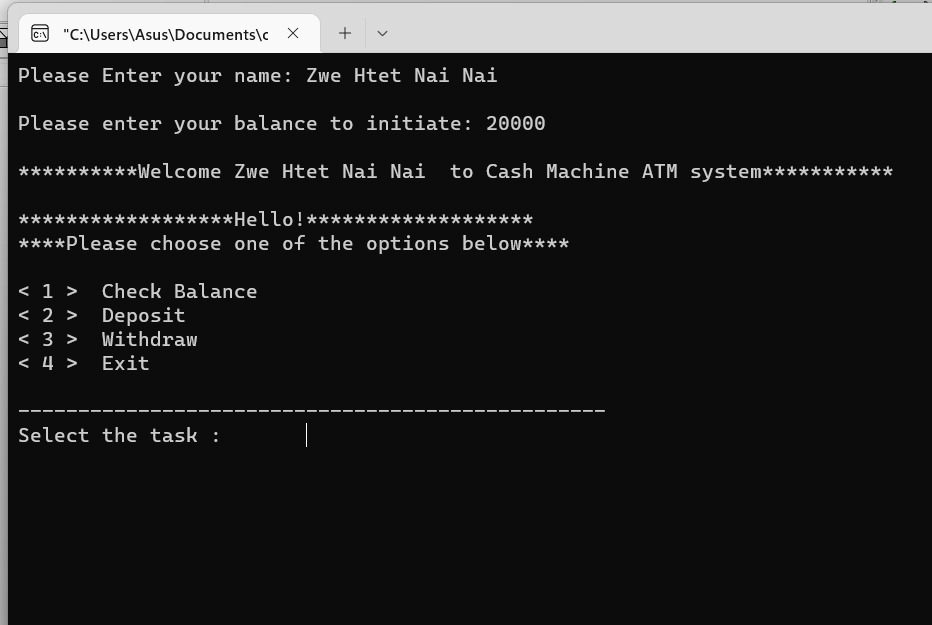 "C:\Users\Asus\Documents\c
Please Enter your name: Zwe Htet Nai Nai
Please enter your balance to initiate: 20000
**********Welcome Zwe Htet Nai Nai  to Cash Machine ATM system***********
******************Hello!*******************
****Please choose one of the options below****
< 1 >  Check Balance
< 2 >  Deposit
< 3 >  Withdraw
< 4 >  Exit
-------------------------------------------------
Select the task :